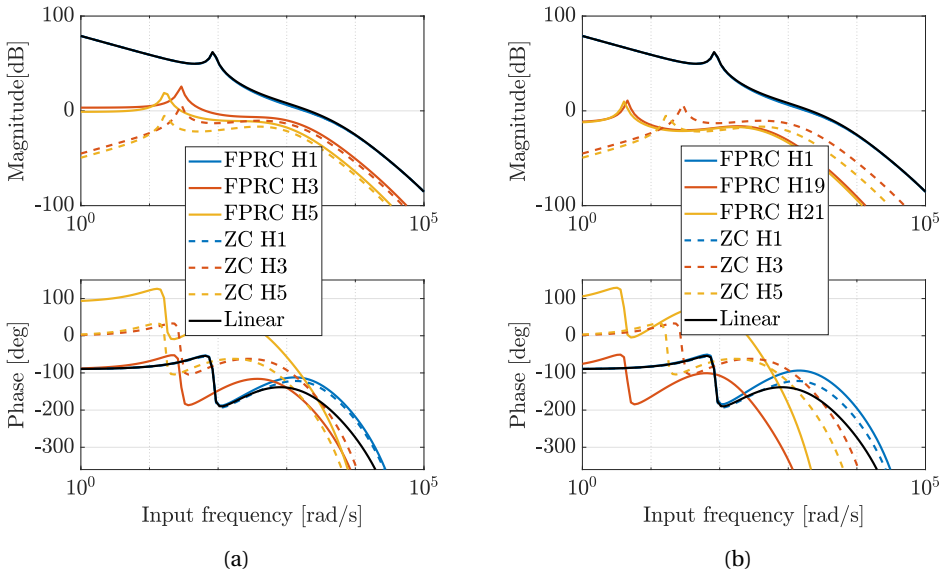 100
0
-100
Magnitude[dB]
10^0
10^5
FPRC H1
FPRC H3
FPRC H5
ZC H1
ZC H3
ZC H5
Linear
100
0
-100
-200
-300
Phase [deg]
10^0
10^5
Input frequency [rad/s]
(a)
100
0
-100
Magnitude[dB]
10^0
10^5
FPRC H1
FPRC H19
FPRC H21
ZC H1
ZC H3
ZC H5
Linear
100
0
-100
-200
-300
Phase [deg]
10^0
10^5
Input frequency [rad/s]
(b)